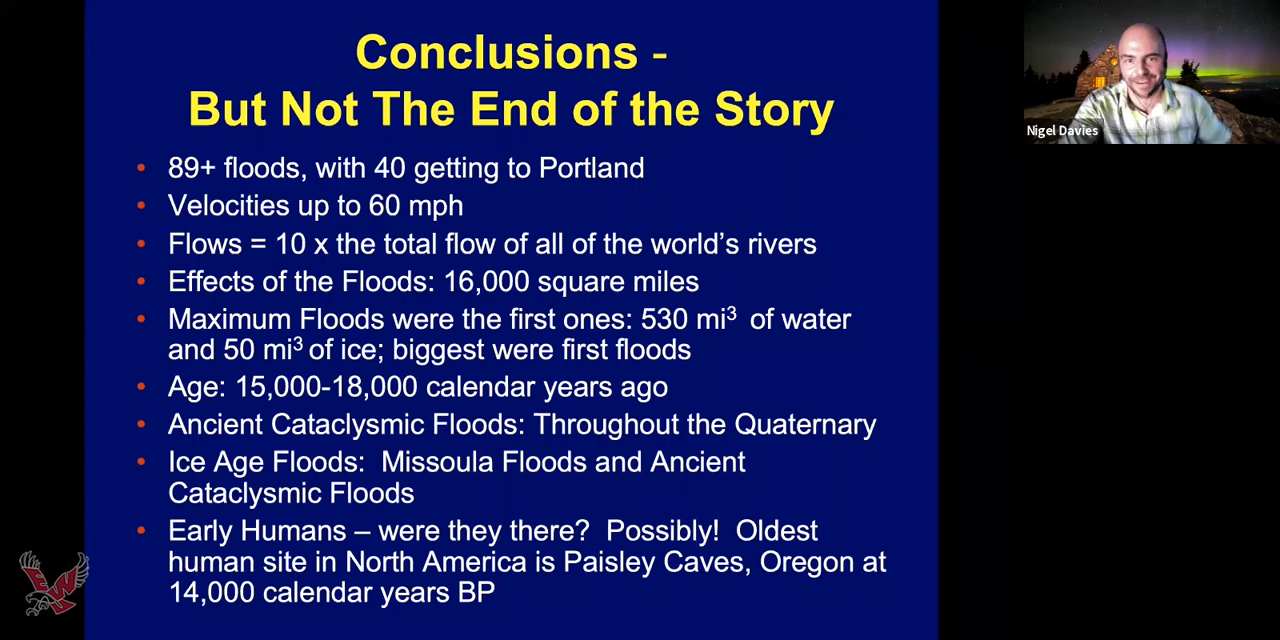 Conclusions -
But Not The End of the Story
• 89+ floods, with 40 getting to Portland
• Velocities up to 60 mph
• Flows = 10 x the total flow of all of the world's rivers
• Effects of the Floods: 16,000 square miles
• Maximum Floods were the first ones: 530 mi³ of water
and 50 mi³ of ice; biggest were first floods
• Age: 15,000-18,000 calendar years ago
• Ancient Cataclysmic Floods: Throughout the Quaternary
• Ice Age Floods: Missoula Floods and Ancient
Cataclysmic Floods
• Early Humans – were they there? Possibly! Oldest
human site in North America is Paisley Caves, Oregon at
14,000 calendar years BP
Nigel Davies